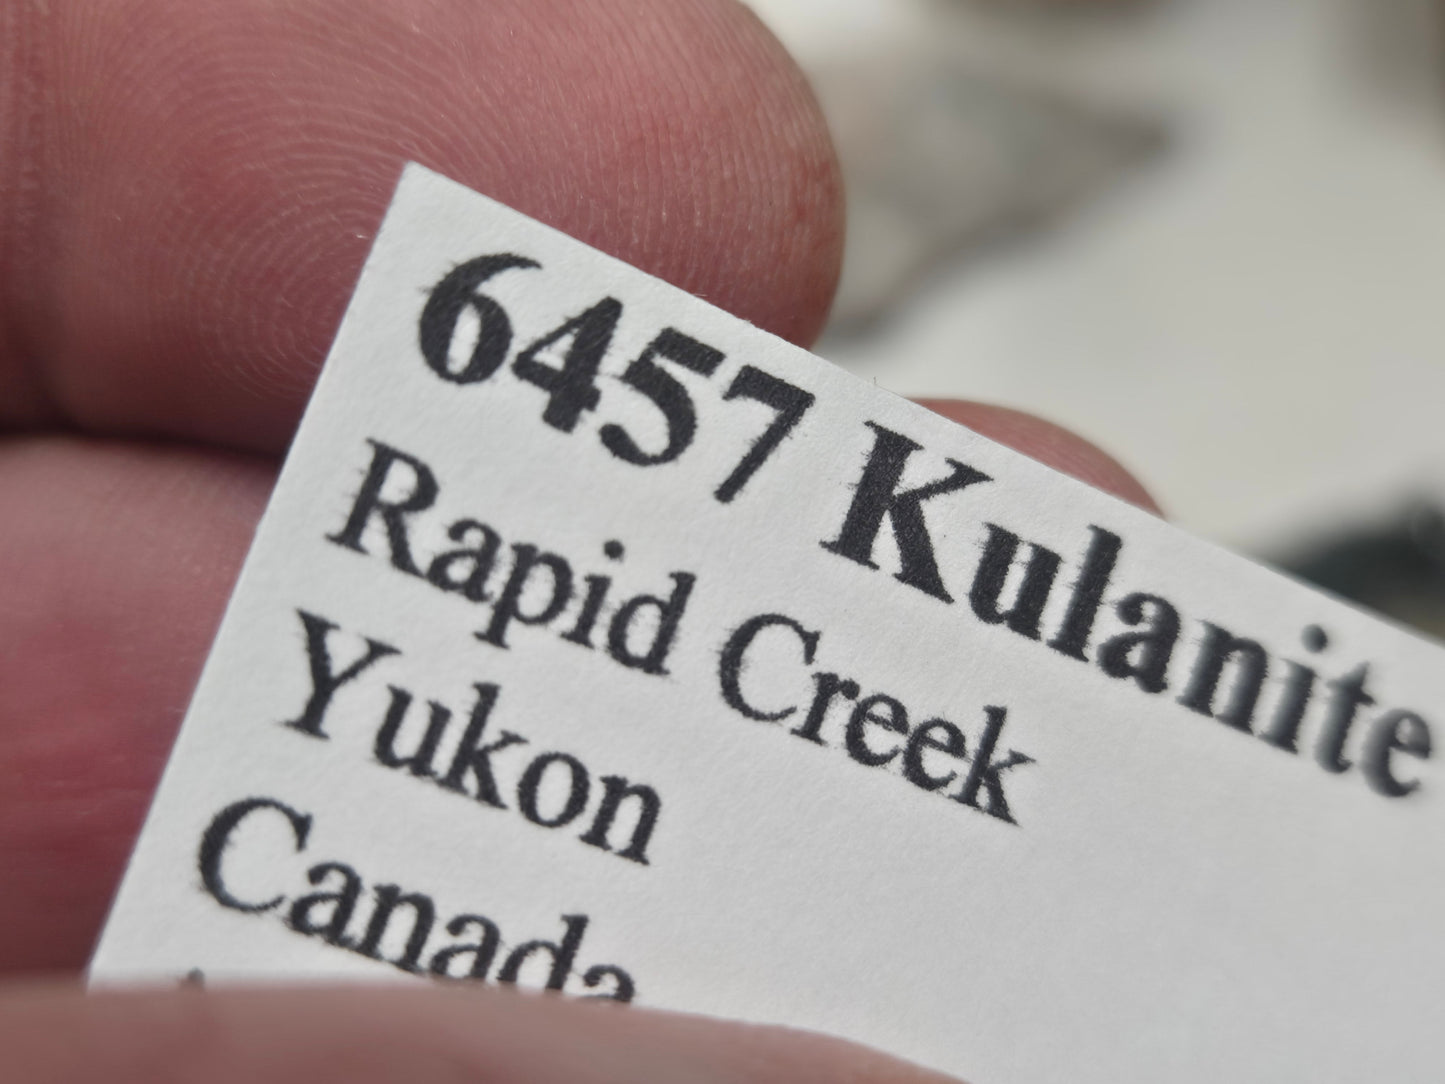 6457 Kulanite
Rapid Creek
Yukon
Canada